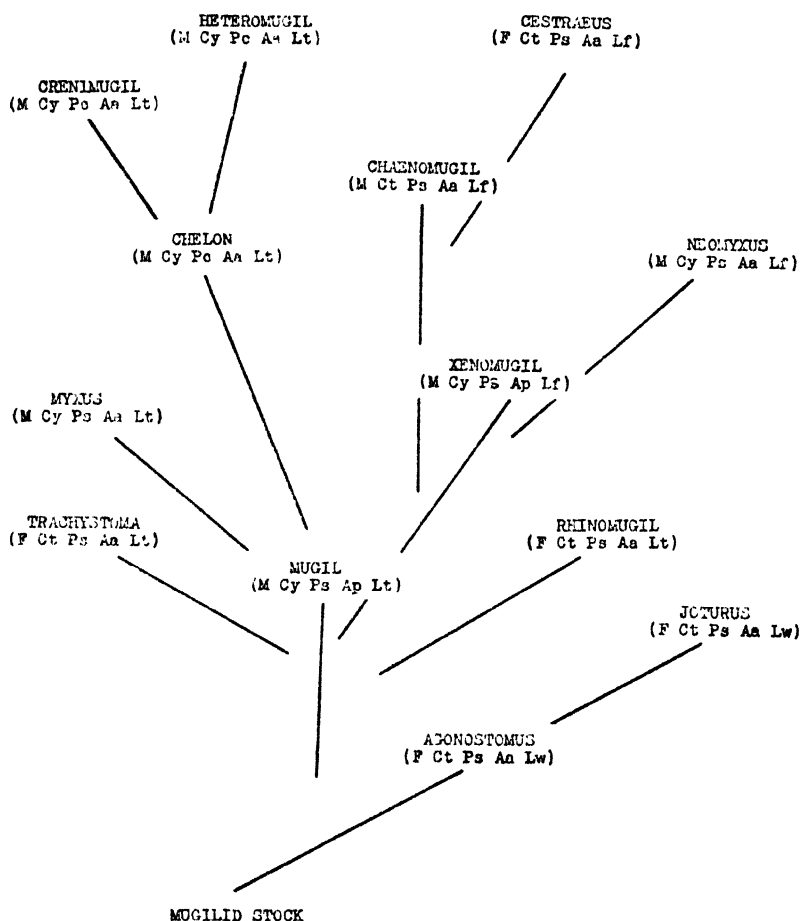 HETEROMUGIL
(M Cy Pc Aa Lt)
CESTRAEUS
(F Ct Ps Aa Lf)
CRENIMUGIL
(M Cy Pc Aa Lt)
CHAENOMUGIL
(M Ct Ps Aa Lf)
CHELON
(M Cy Pc Aa Lt)
NEOMYXUS
(M Cy Ps Aa Lf)
XENOMUGIL
(M Cy Ps Ap Lf)
MYXUS
(M Cy Ps Aa Lt)
TRACHYSTOMA
(F Ct Ps Aa Lt)
RHINOMUGIL
(F Ct Ps Aa Lt)
MUGIL
(M Cy Ps Ap Lt)
JOTURUS
(F Ct Ps Aa Lw)
AGONOSTOMUS
(F Ct Ps Aa Lw)
MUGILID STOCK